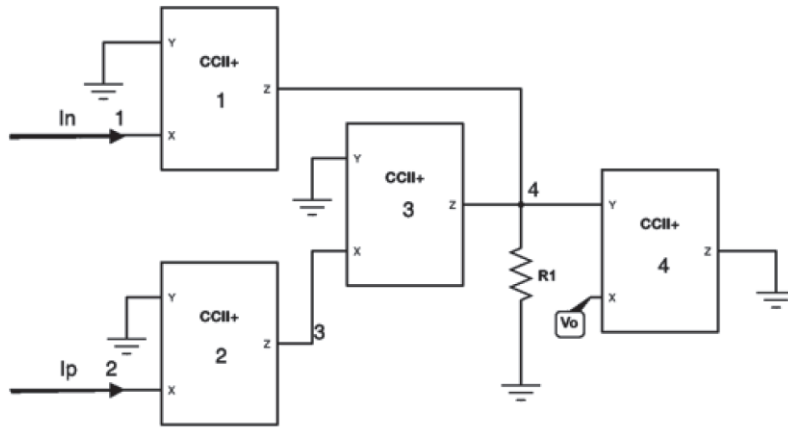 Y
CCII+
Z
1
In
1
X
Y
CCII+
3
Z
4
X
R1
Y
CCII+
4
Z
X
Vo
Y
CCII+
2
Z
3
Ip
2
X